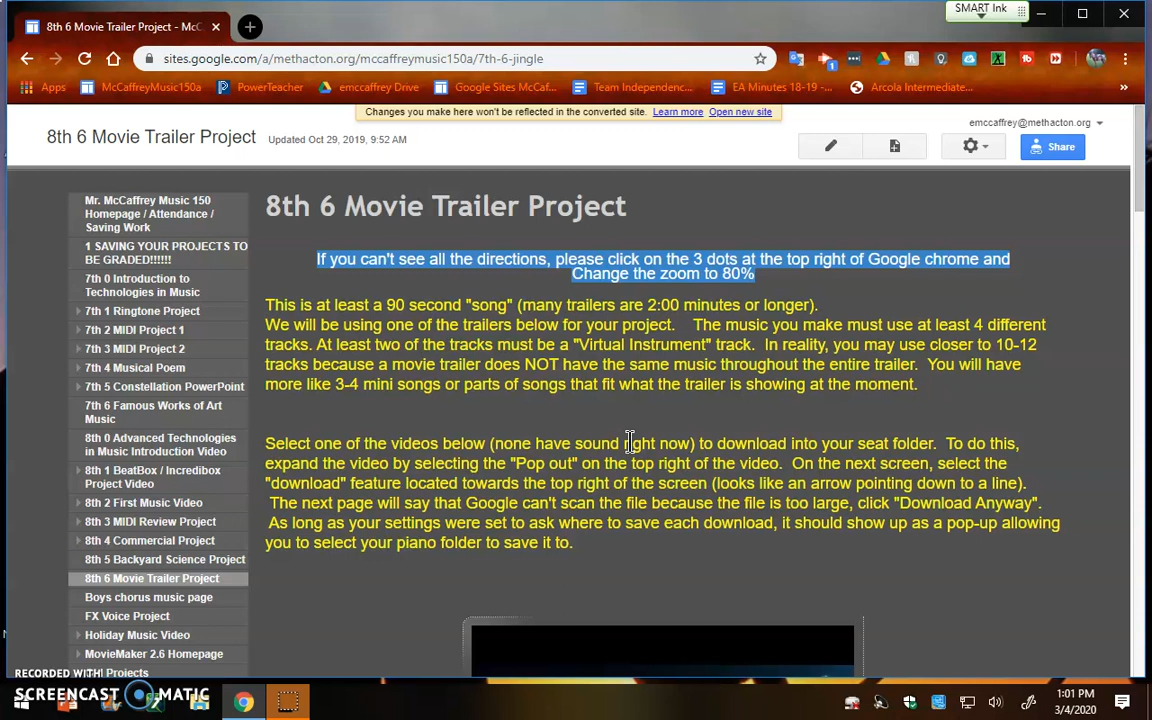 SMART Ink
8th 6 Movie Trailer Project - McC
sites.google.com/a/methacton.org/mccaffreymusic150a/7th-6-jingle
1
Apps
McCaffreyMusic150a
PowerTeacher
emccaffrey Drive
Google Sites McCaf...
Team Independenc...
EA Minutes 18-19 -...
Arcola Intermediate...
Changes you make here won't be reflected in the converted site. Learn more Open new site
emccaffrey@methacton.org
8th 6 Movie Trailer Project Updated Oct 29, 2019, 9:52 AM
Share
Mr. McCaffrey Music 150
Homepage / Attendance /
Saving Work
1 SAVING YOUR PROJECTS TO
BE GRADED!!!!!!
7th 0 Introduction to
Technologies in Music
7th 1 Ringtone Project
7th 2 MIDI Project 1
7th 3 MIDI Project 2
7th 4 Musical Poem
7th 5 Constellation PowerPoint
7th 6 Famous Works of Art
Music
8th 0 Advanced Technologies
in Music Introduction Video
8th 1 BeatBox / Incredibox
Project Video
8th 2 First Music Video
8th 3 MIDI Review Project
8th 4 Commercial Project
8th 5 Backyard Science Project
8th 6 Movie Trailer Project
Boys chorus music page
FX Voice Project
Holiday Music Video
MovieMaker 2.6 Homepage
Projects
8th 6 Movie Trailer Project
If you can't see all the directions, please click on the 3 dots at the top right of Google chrome and
Change the zoom to 80%
This is at least a 90 second "song" (many trailers are 2:00 minutes or longer).
We will be using one of the trailers below for your project. The music you make must use at least 4 different
tracks. At least two of the tracks must be a "Virtual Instrument" track. In reality, you may use closer to 10-12
tracks because a movie trailer does NOT have the same music throughout the entire trailer. You will have
more like 3-4 mini songs or parts of songs that fit what the trailer is showing at the moment.
Select one of the videos below (none have sound right now) to download into your seat folder. To do this,
expand the video by selecting the "Pop out" on the top right of the video. On the next screen, select the
"download" feature located towards the top right of the screen (looks like an arrow pointing down to a line).
The next page will say that Google can't scan the file because the file is too large, click "Download Anyway".
As long as your settings were set to ask where to save each download, it should show up as a pop-up allowing
you to select your piano folder to save it to.
RECORDED WITH
SCREENCAST MATIC
1:01 PM
3/4/2020